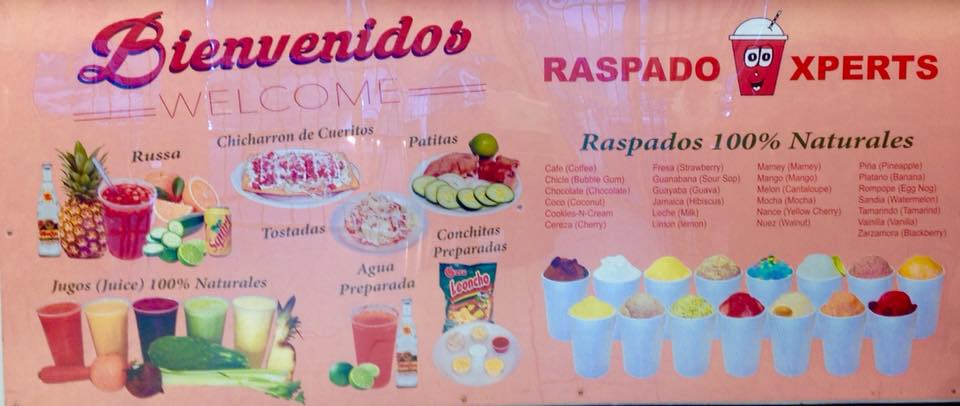 Bienvenidos
WELCOME
RASPADO XPERTS
Chicharron de Cueritos
Russa
Patitas
Tostadas
Conchitas
Preparadas
Agua
Preparada
Jugos (Juice) 100% Naturales
Leoncho
Raspados 100% Naturales
Cafe (Coffee)
Chicle (Bubble Gum)
Chocolate (Chocolate)
Coco (Coconut)
Cookies-N-Cream
Cereza (Cherry)
Fresa (Strawberry)
Guanabana (Sour Sop)
Guayaba (Guava)
Jamaica (Hibiscus)
Leche (Milk)
Limon (lemon)
Mamey (Mamey)
Mango (Mango)
Melon (Cantaloupe)
Mocha (Mocha)
Nance (Yellow Cherry)
Nuez (Walnut)
Piña (Pineapple)
Platano (Banana)
Rompope (Egg Nog)
Sandia (Watermelon)
Tamarindo (Tamarind)
Vainilla (Vanilla)
Zarzamora (Blackberry)